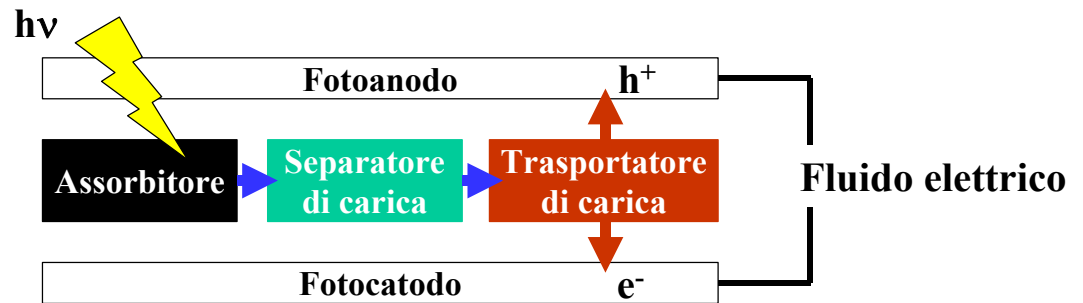 hν
Fotoanodo h⁺
Assorbitore
Separatore
di carica
Trasportatore
di carica
Fluido elettrico
Fotocatodo e⁻